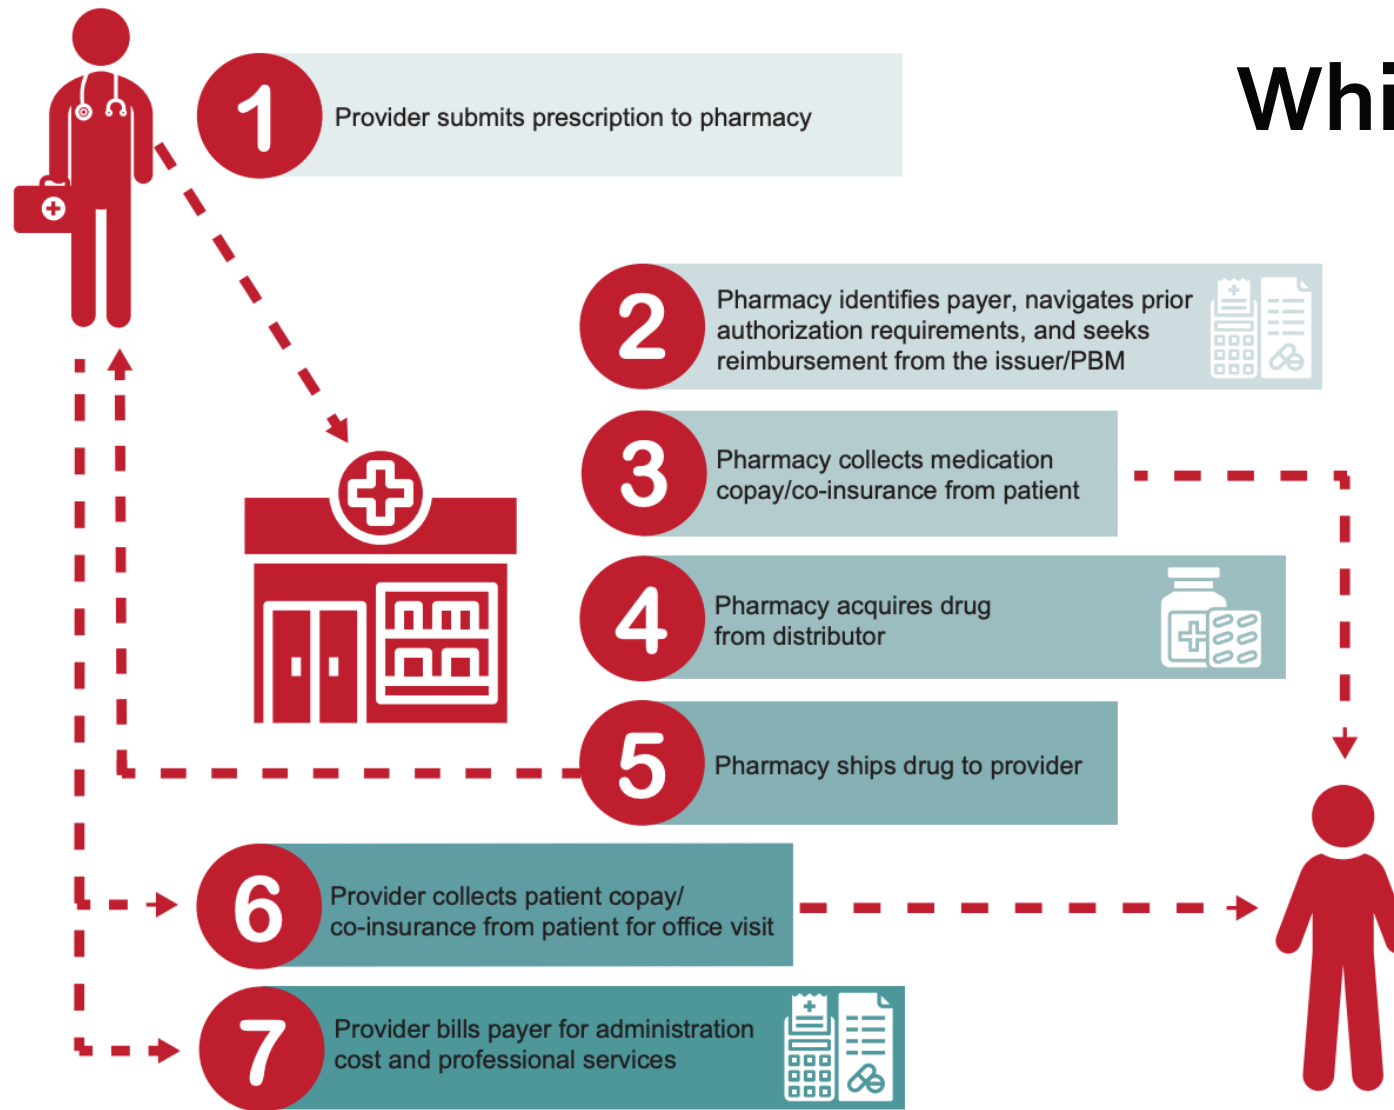 1
Provider submits prescription to pharmacy
Whi
2
Pharmacy identifies payer, navigates prior
authorization requirements, and seeks
reimbursement from the issuer/PBM
3
Pharmacy collects medication
copay/co-insurance from patient
4
Pharmacy acquires drug
from distributor
5
Pharmacy ships drug to provider
6
Provider collects patient copay/
co-insurance from patient for office visit
7
Provider bills payer for administration
cost and professional services